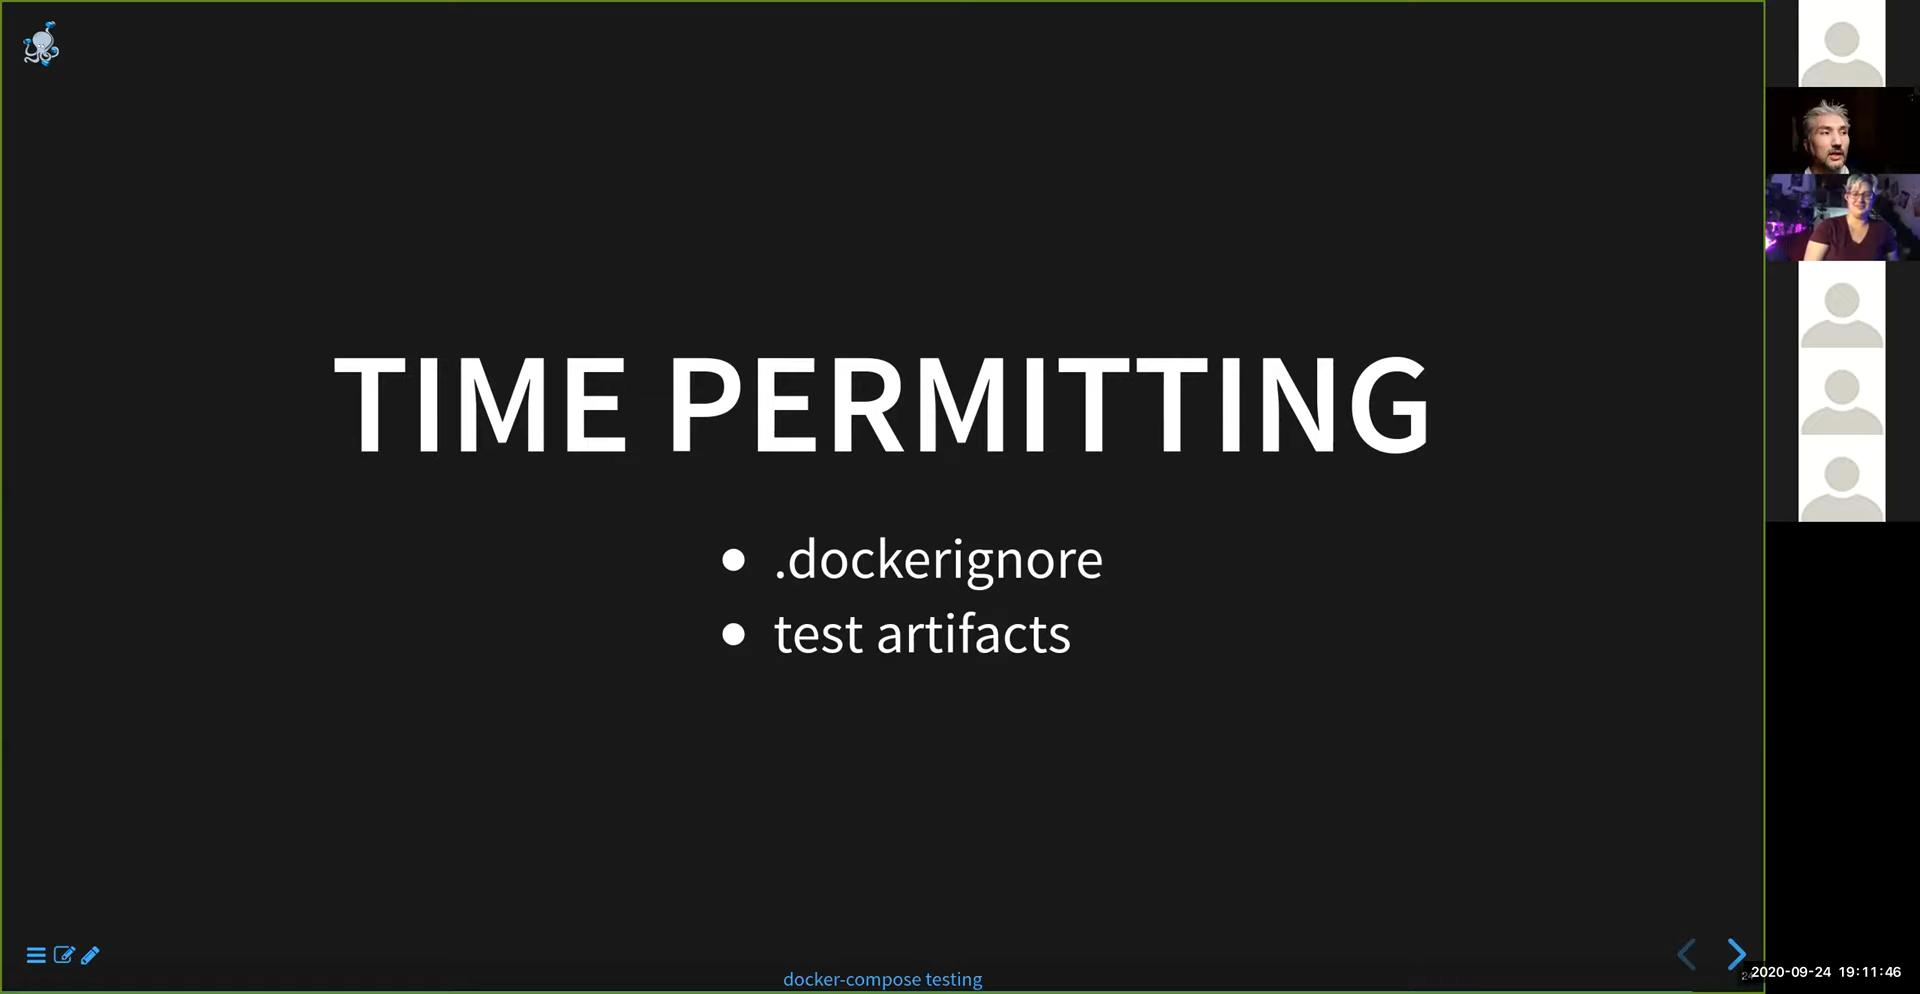 TIME PERMITTING
.dockerignore
test artifacts
docker-compose testing
2020-09-24 19:11:46